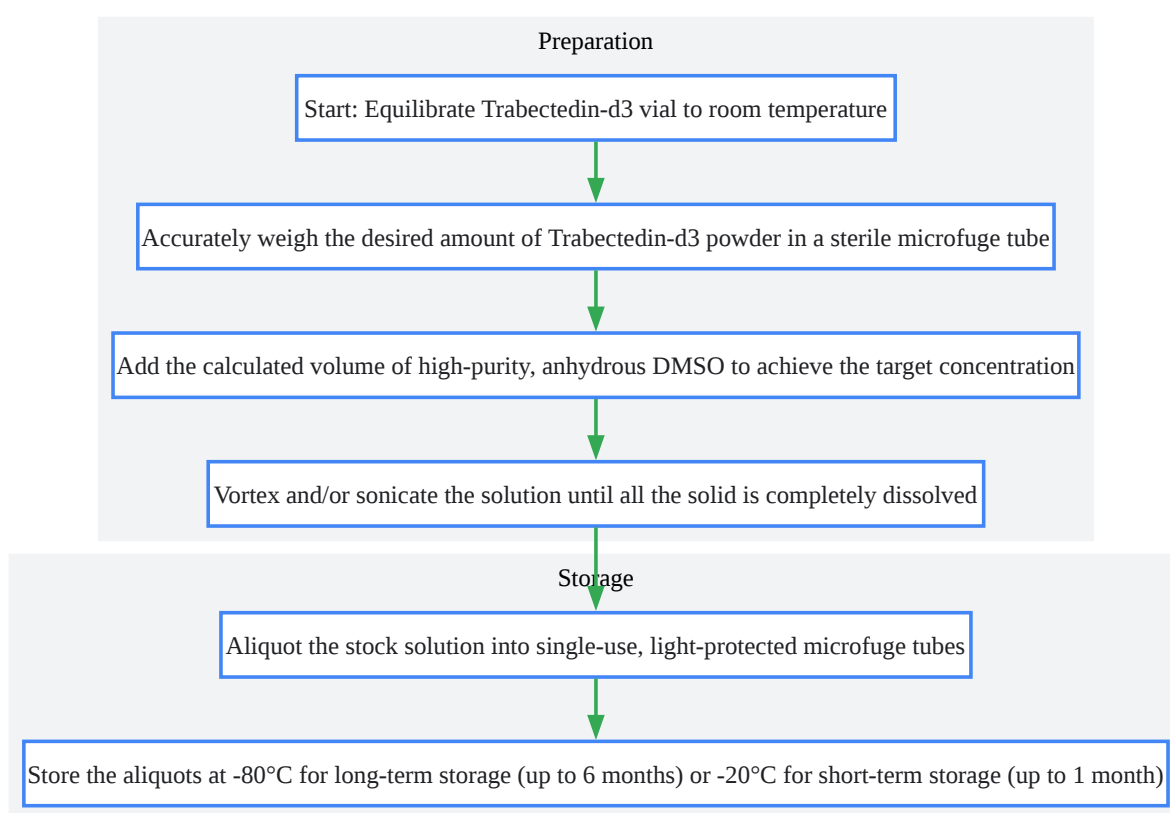 Preparation
Start: Equilibrate Trabectedin-d3 vial to room temperature
Accurately weigh the desired amount of Trabectedin-d3 powder in a sterile microfuge tube
Add the calculated volume of high-purity, anhydrous DMSO to achieve the target concentration
Vortex and/or sonicate the solution until all the solid is completely dissolved
Storage
Aliquot the stock solution into single-use, light-protected microfuge tubes
Store the aliquots at -80°C for long-term storage (up to 6 months) or -20°C for short-term storage (up to 1 month)